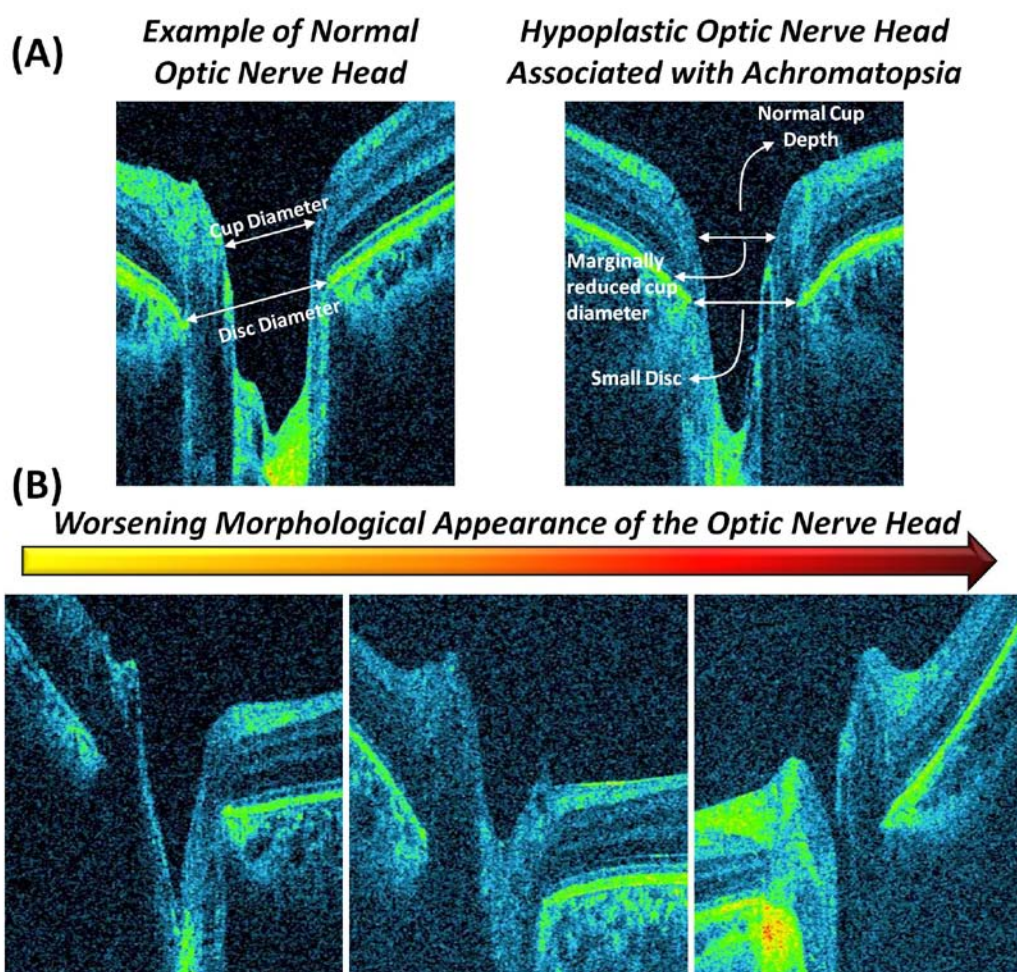 (A)
Example of Normal
Optic Nerve Head
Hypoplastic Optic Nerve Head
Associated with Achromatopsia
Cup Diameter
Disc Diameter
Normal Cup
Depth
Marginally
reduced cup
diameter
Small Disc
(B)
Worsening Morphological Appearance of the Optic Nerve Head